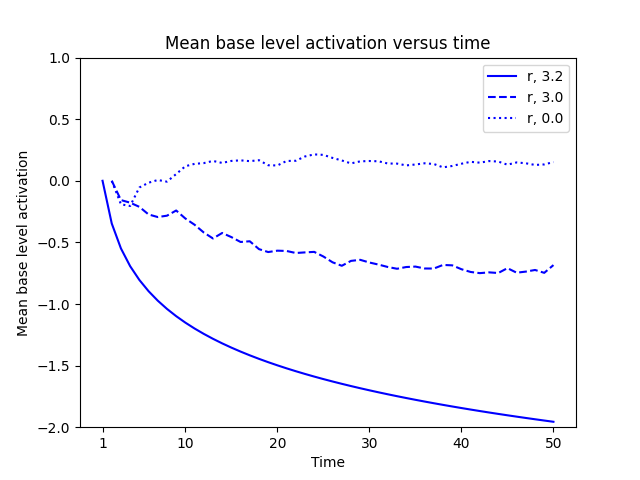 Mean base level activation versus time
r, 3.2
r, 3.0
r, 0.0
Mean base level activation
1.0
0.5
0.0
−0.5
−1.0
−1.5
−2.0
1 10 20 30 40 50
Time